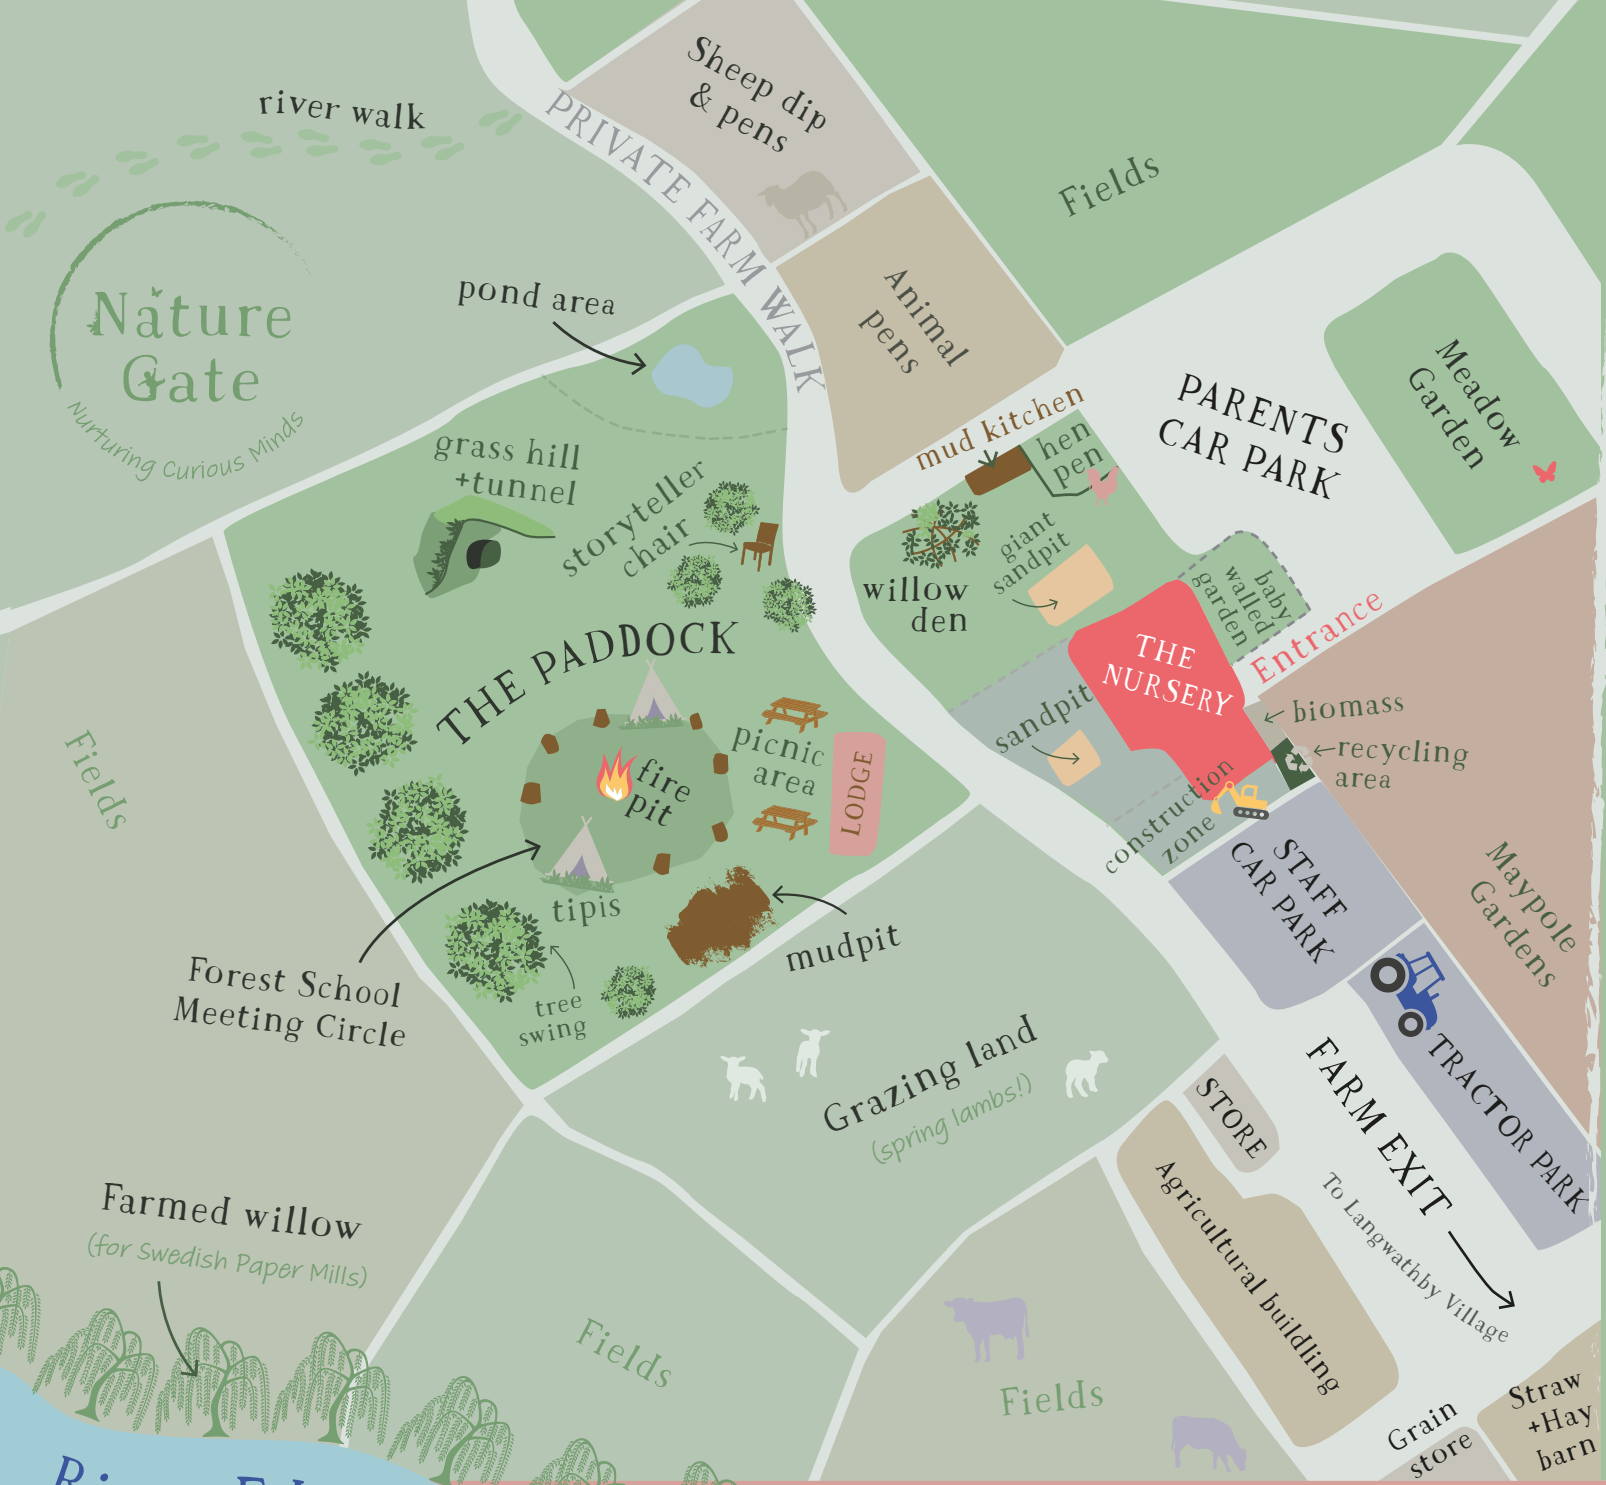 Sheep dip
& pens
river walk
PRIVATE FARM WALK
Fields
Nature
Gate
Nurturing Curious Minds
pond area
Animal
pens
PARENTS
CAR PARK
Meadow
Garden
mud kitchen
hen
pen
grass hill
+tunnel
storyteller
chair
giant
sandpit
willow
den
baby
walled
garden
Entrance
THE PADDOCK
THE
NURSERY
sandpit
biomass
recycling
area
picnic
area
LODGE
fire
pit
construction
zone
Fields
STAFF
CAR PARK
Maypole
Gardens
tipis
mudpit
Forest School
Meeting Circle
tree
swing
Grazing land
(spring lambs!)
TRACTOR PARK
FARM EXIT
STORE
To Langwathby Village
Agricultural buildling
Farmed willow
(for Swedish Paper Mills)
Fields
Fields
Straw
+Hay
barn
Grain
store